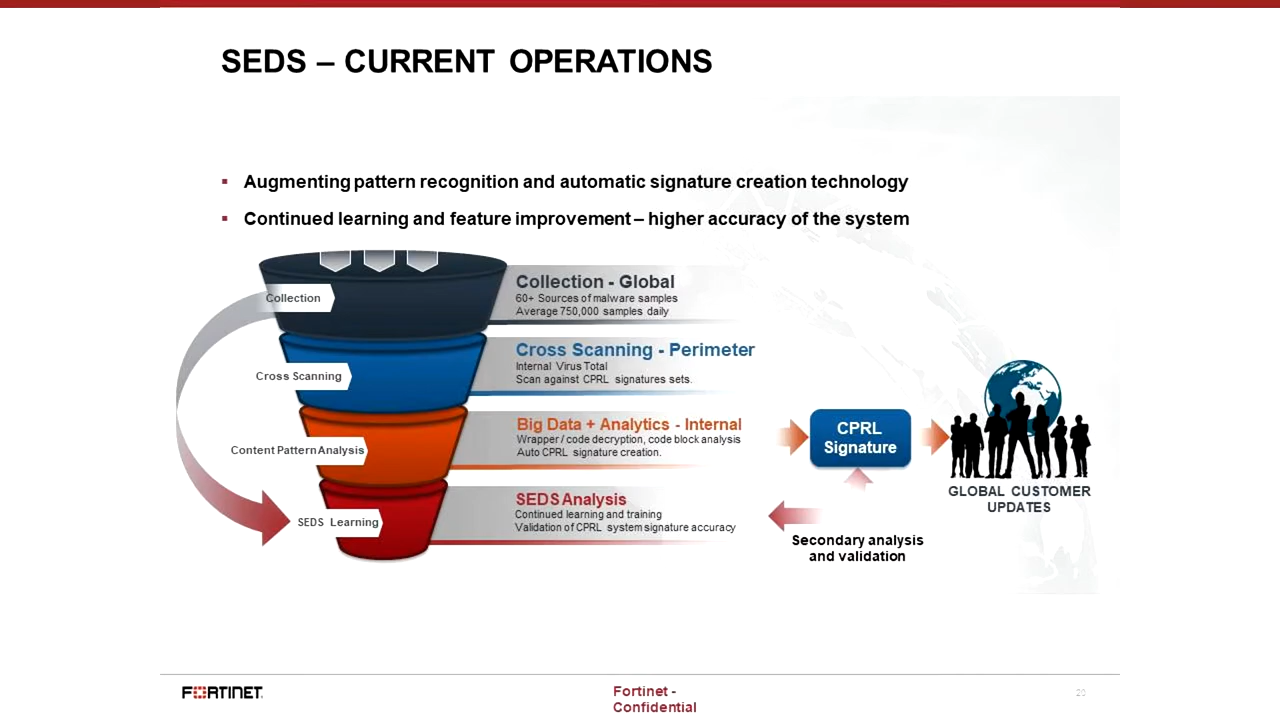 SEDS – CURRENT OPERATIONS
▪ Augmenting pattern recognition and automatic signature creation technology
▪ Continued learning and feature improvement – higher accuracy of the system
Collection
Collection - Global
60+ Sources of malware samples
Average 750,000 samples daily
Cross Scanning
Cross Scanning - Perimeter
Internal Virus Total
Scan against CPRL signatures sets.
Content Pattern Analysis
Big Data + Analytics - Internal
Wrapper / code decryption, code block analysis
Auto CPRL signature creation.
SEDS Learning
SEDS Analysis
Continued learning and training
Validation of CPRL system signature accuracy
CPRL
Signature
Secondary analysis
and validation
GLOBAL CUSTOMER
UPDATES
FORTINET
Fortinet -
Confidential
20